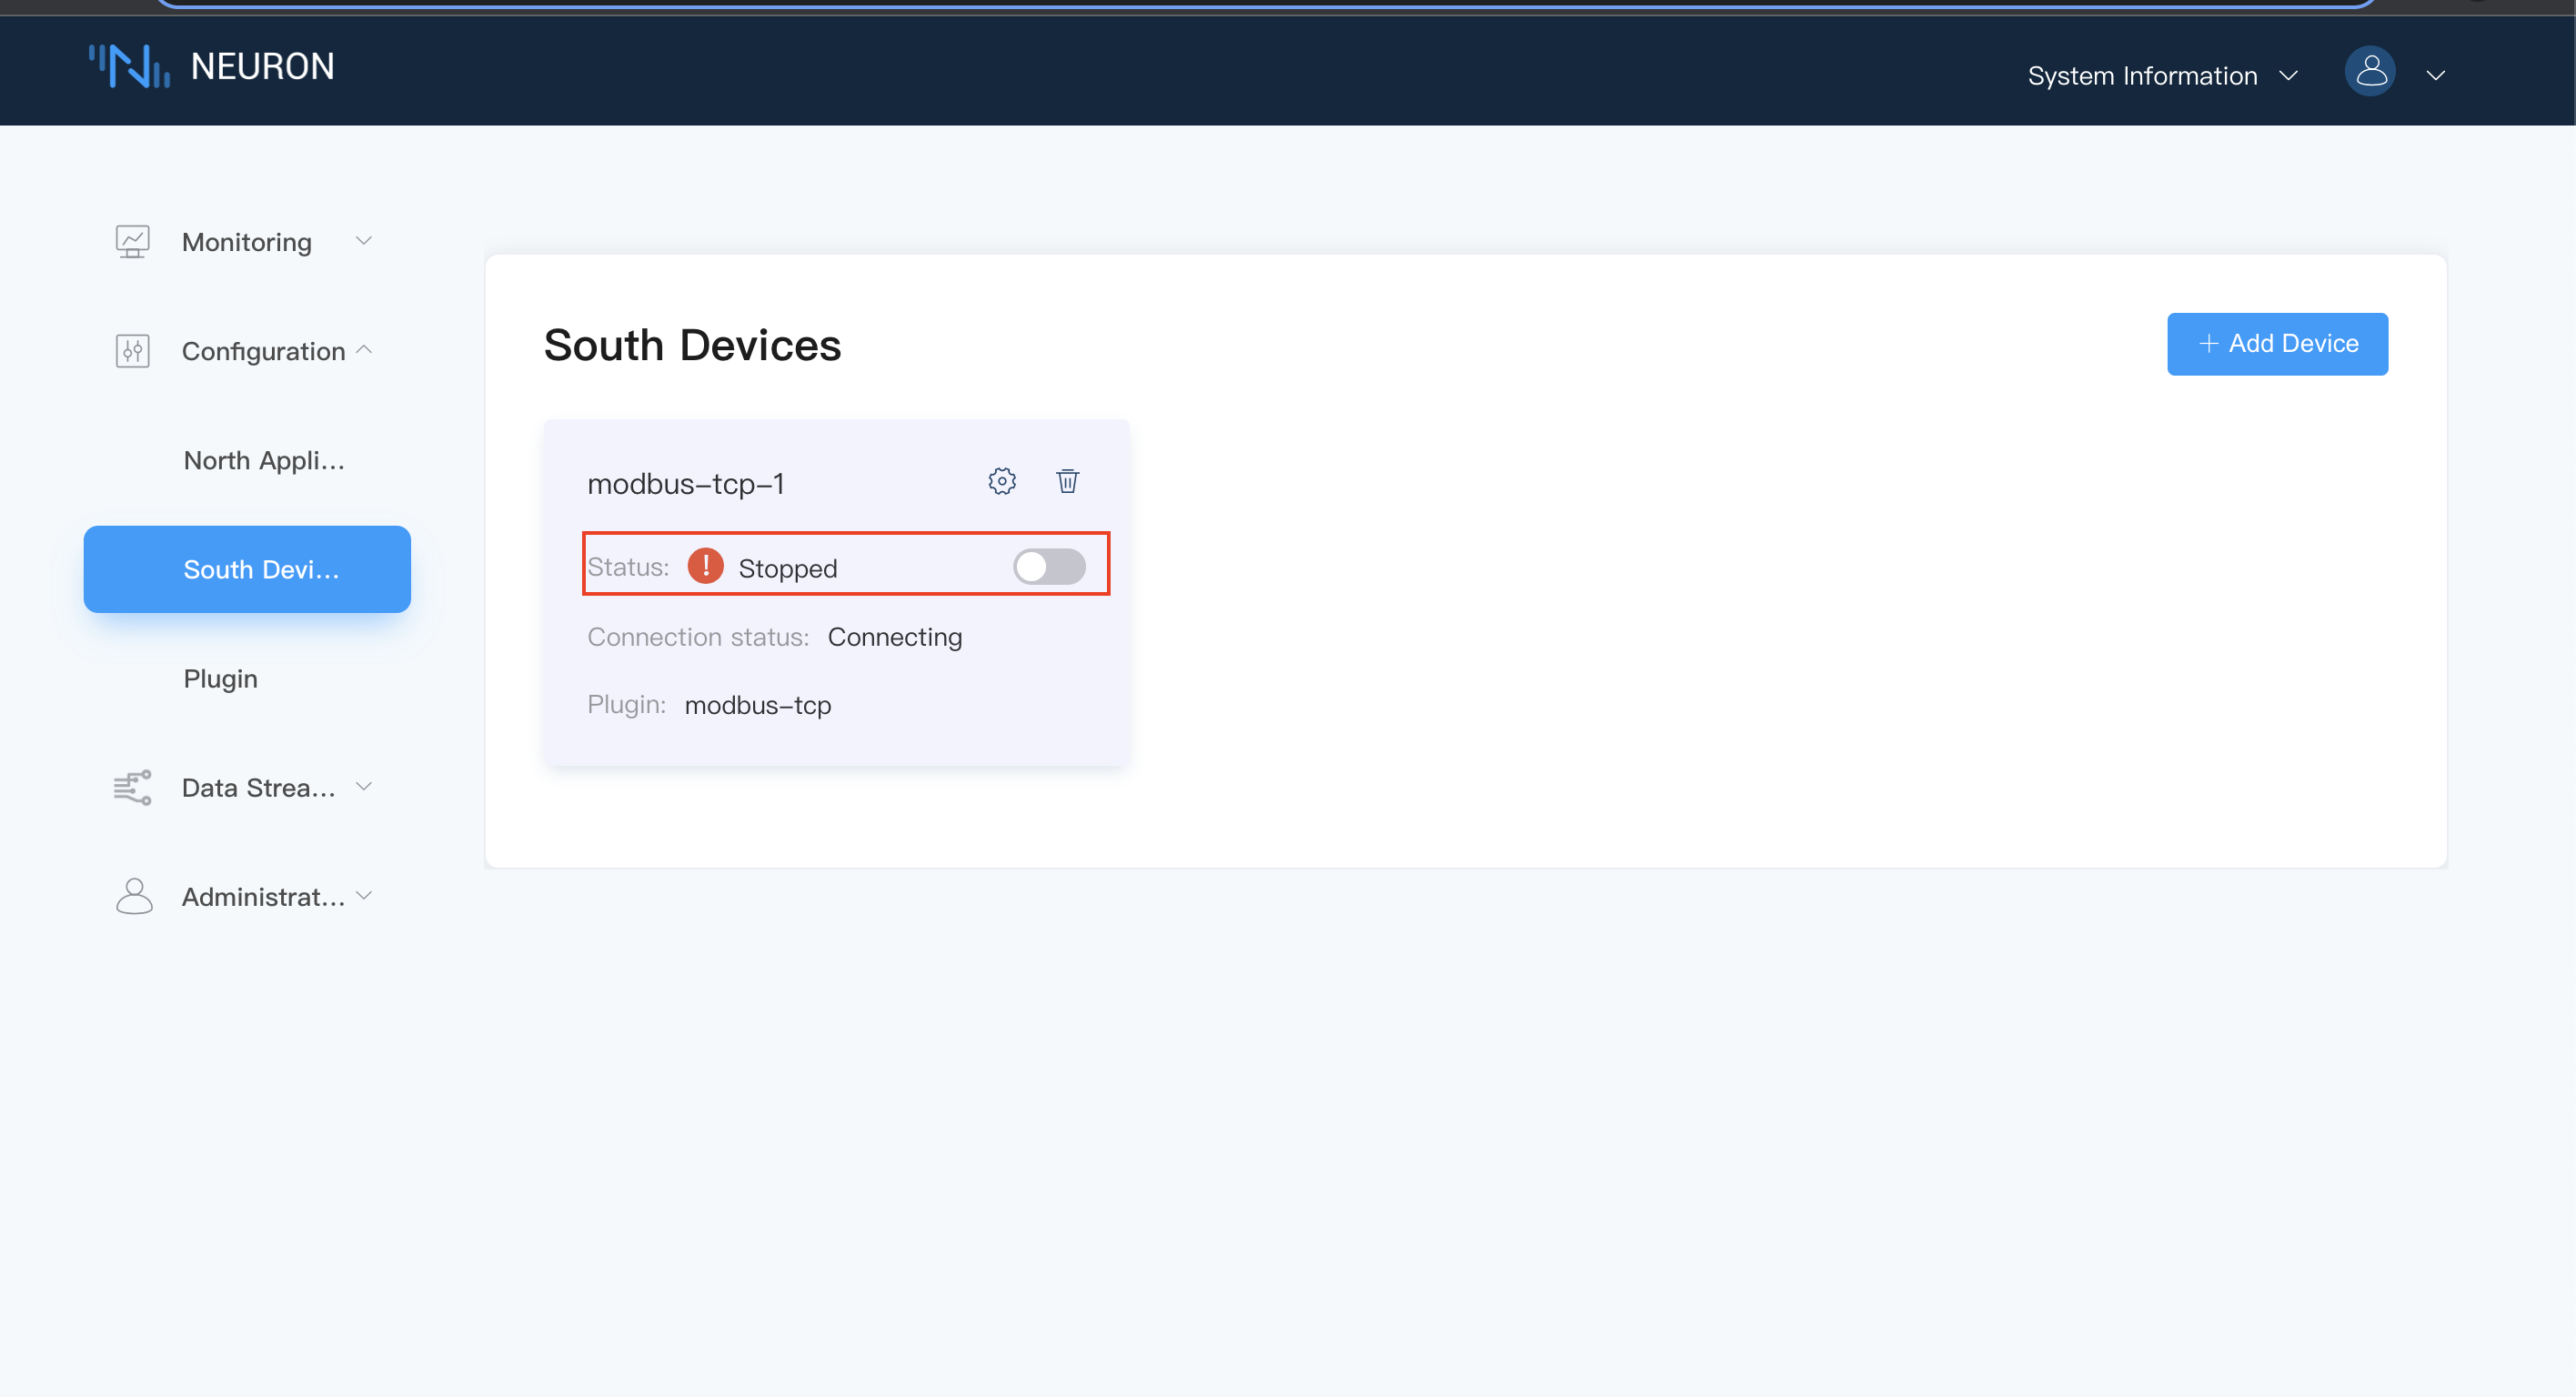 NEURON
System Information
Monitoring
Configuration
North Appli...
South Devi...
Plugin
Data Strea...
Administrat...
South Devices
+ Add Device
modbus-tcp-1
Status: ! Stopped
Connection status: Connecting
Plugin: modbus-tcp